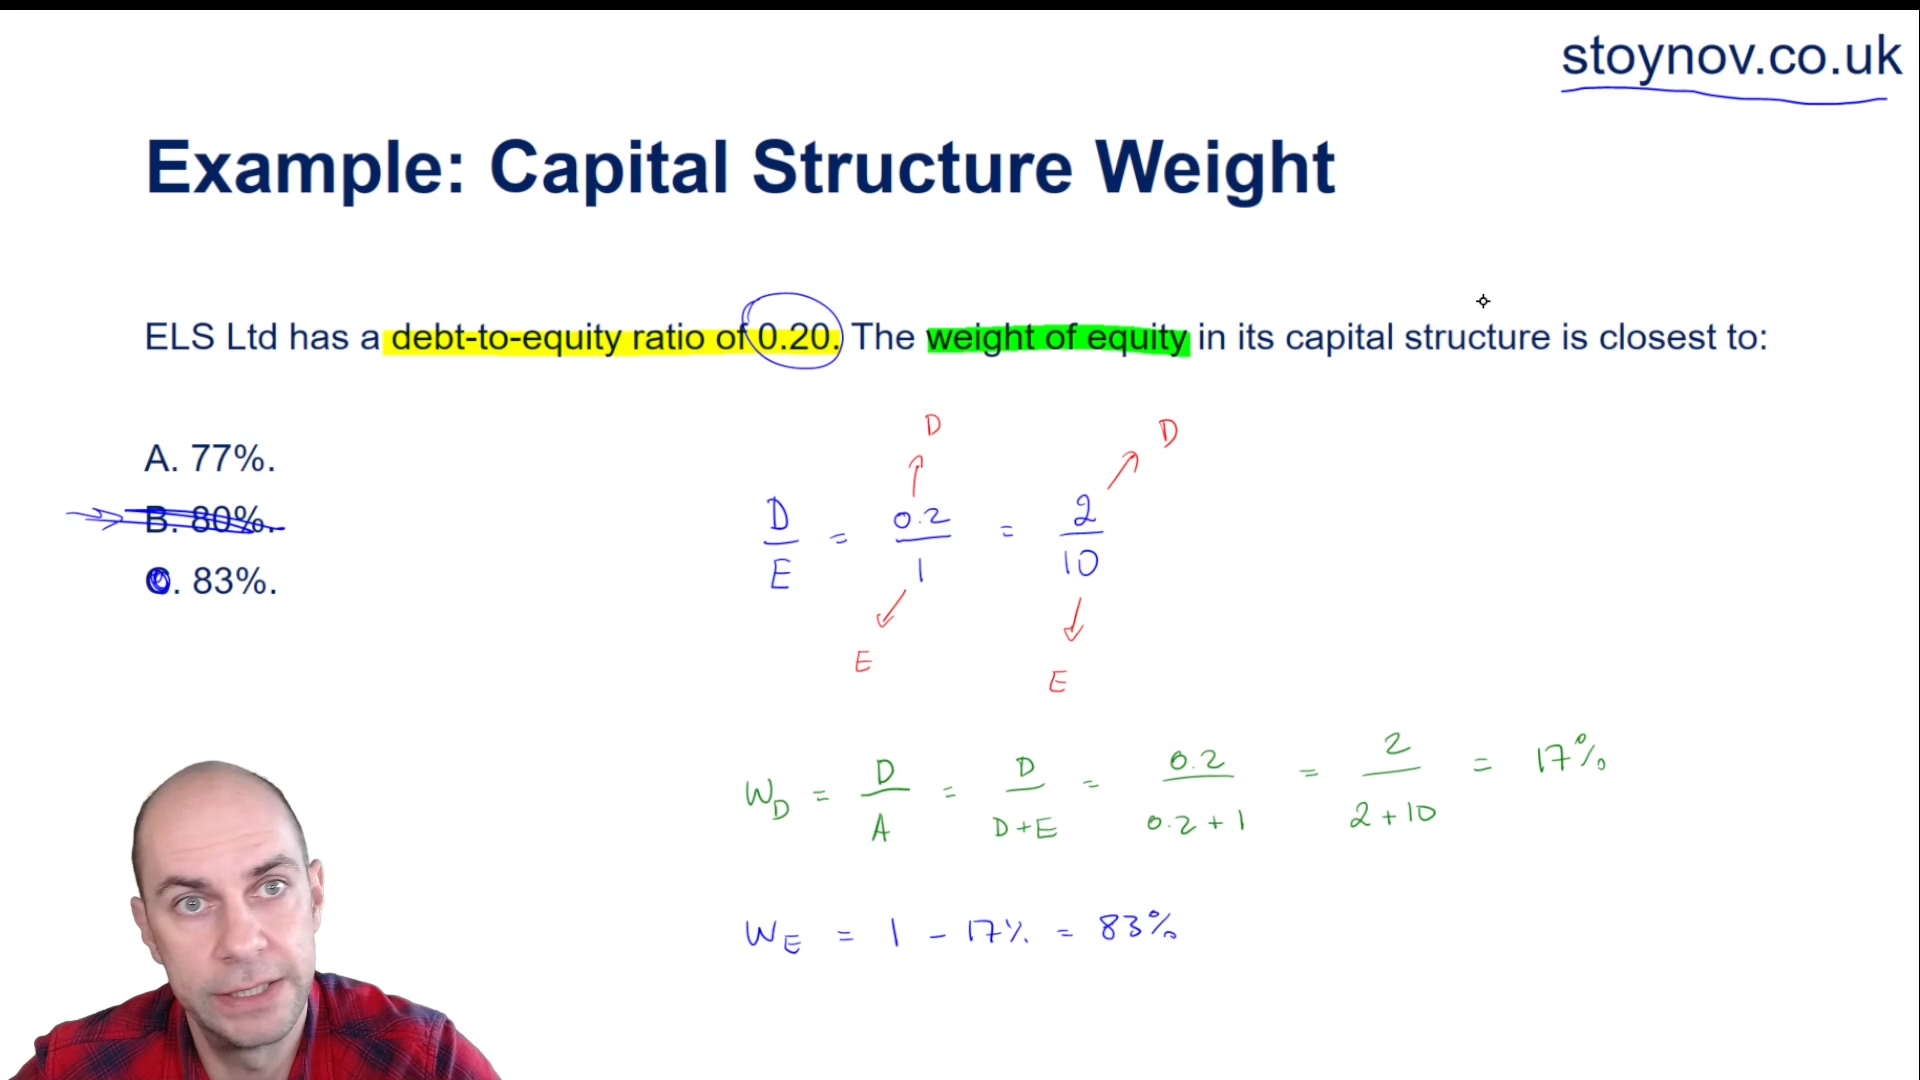 stoynov.co.uk
Example: Capital Structure Weight
ELS Ltd has a debt-to-equity ratio of 0.20. The weight of equity in its capital structure is closest to:
A. 77%.
B. 80%.
C. 83%.
D D
D/E = 0.2/1 = 2/10
E E
W_D = D/A = D/D+E = 0.2/0.2+1 = 2/2+10 = 17%
W_E = 1 - 17% = 83%